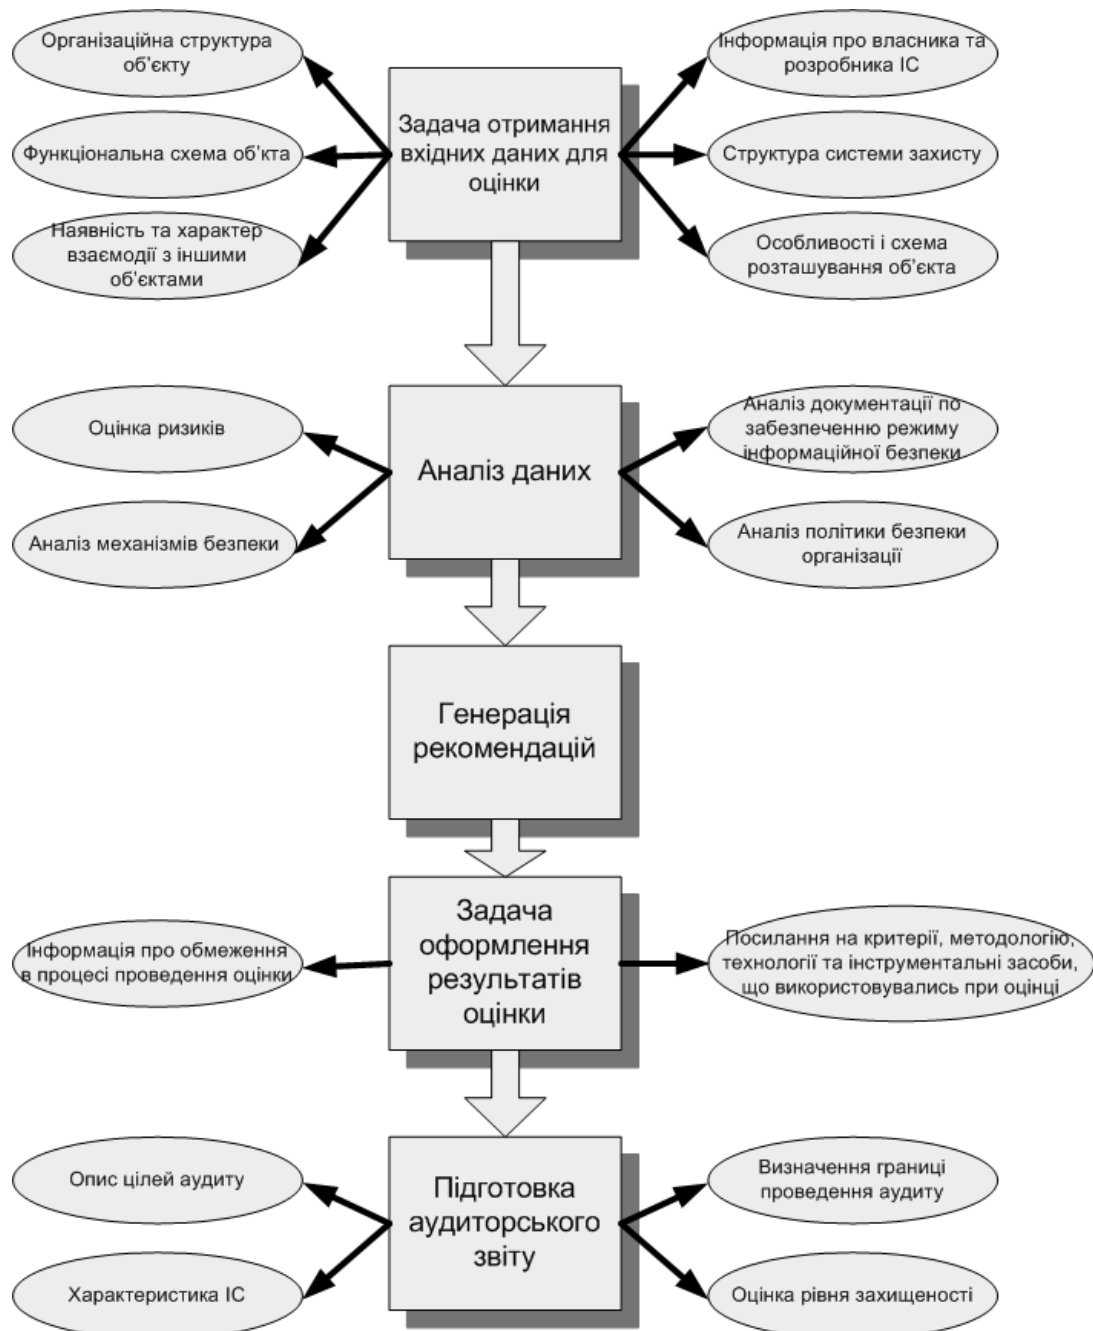 Організаційна структура
об'єкту
Функціональна схема об'кта
Наявність та характер
взаємодії з іншими
об'єктами
Задача отримання
вхідних даних для
оцінки
Інформація про власника та
розробника ІС
Структура системи захисту
Особливості і схема
розташування об'єкта
Оцінка ризиків
Аналіз механізмів безпеки
Аналіз даних
Аналіз документації по
забезпеченню режиму
інформаційної безпеки
Аналіз політики безпеки
організації
Генерація
рекомендацій
Інформація про обмеження
в процесі проведення оцінки
Задача
оформлення
результатів
оцінки
Посилання на критерії, методологію,
технології та інструментальні засоби,
що використовувались при оцінці
Опис цілей аудиту
Характеристика ІС
Підготовка
аудиторського
звіту
Визначення границі
проведення аудиту
Оцінка рівня захищеності